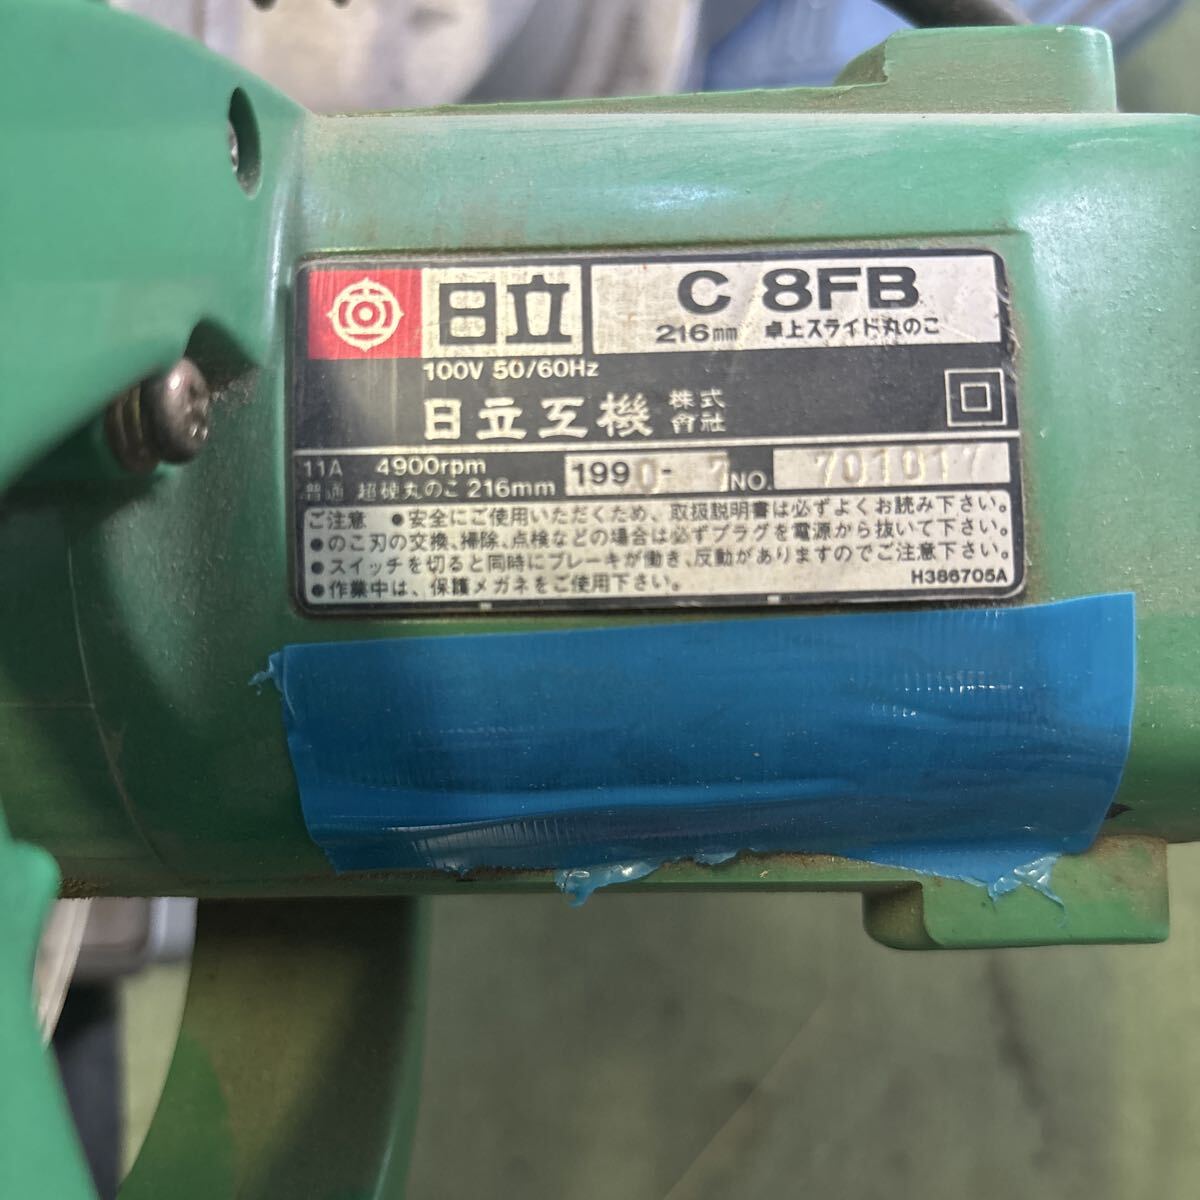 日立
C 8FB
216mm 卓上スライド丸のこ
100V 50/60Hz
日立工機 株式会社
11A 4900rpm
普通 超硬丸のこ 216mm
1990-7 NO. 701017
ご注意 ●安全にご使用いただくため、取扱説明書は必ずよくお読み下さい。
●のこ刃の交換、掃除、点検などの場合は必ずプラグを電源から抜いて下さい。
●スイッチを切ると同時にブレーキが働き、反動がありますのでご注意下さい。
●作業中は、保護メガネをご使用下さい。
H386705A